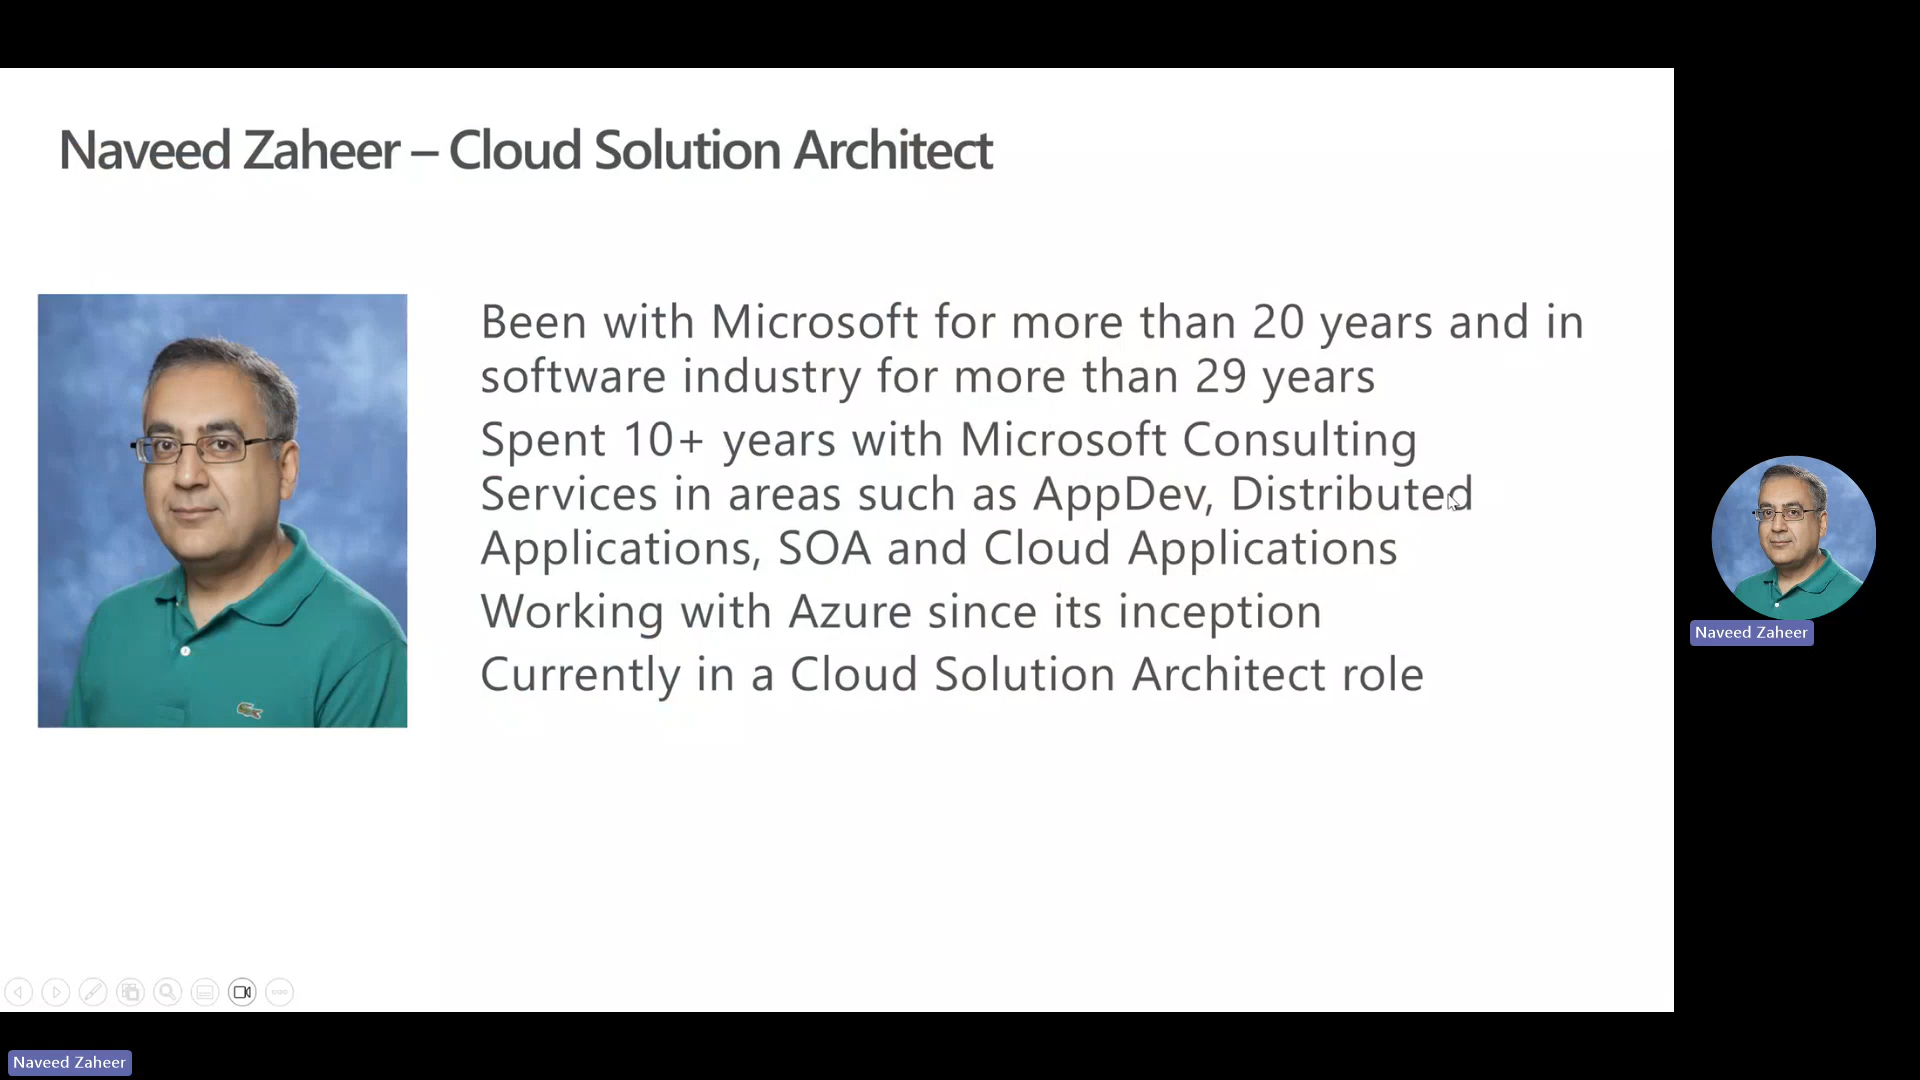 Naveed Zaheer – Cloud Solution Architect
Been with Microsoft for more than 20 years and in
software industry for more than 29 years
Spent 10+ years with Microsoft Consulting
Services in areas such as AppDev, Distributed
Applications, SOA and Cloud Applications
Working with Azure since its inception
Currently in a Cloud Solution Architect role
Naveed Zaheer
Naveed Zaheer